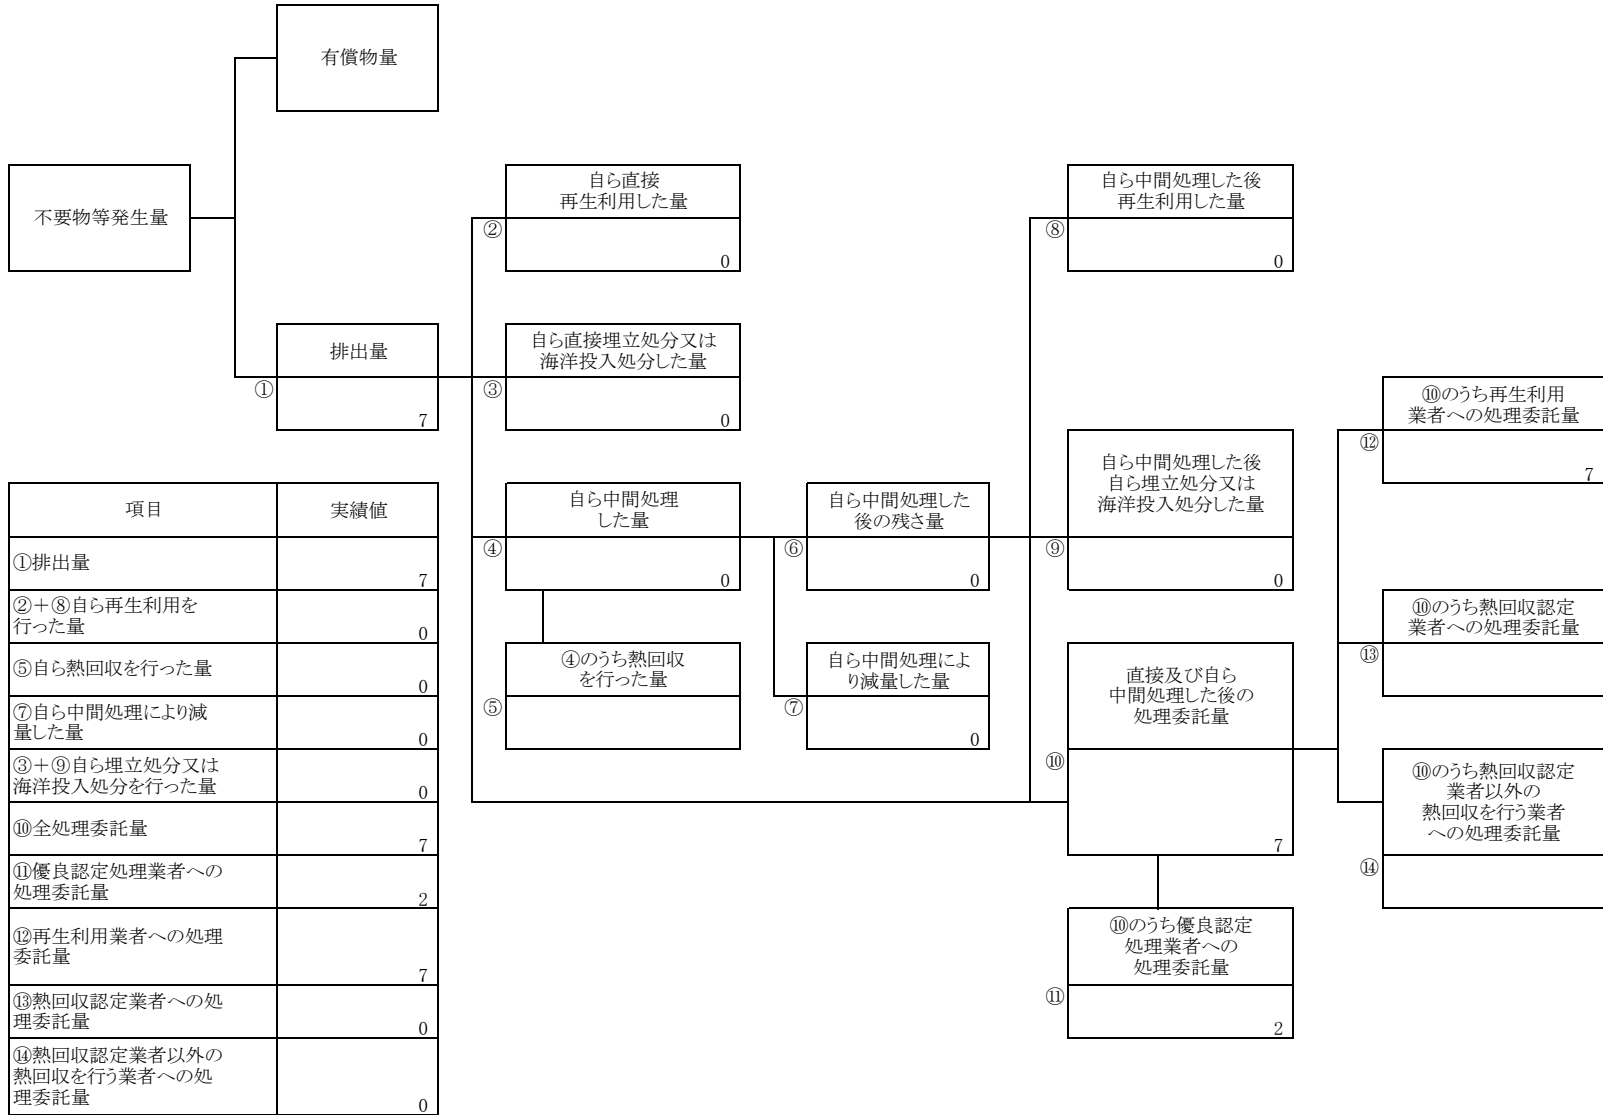 有償物量
不要物等発生量
自ら直接
再生利用した量
②
0
自ら中間処理した後
再生利用した量
⑧
0
排出量
①
7
自ら直接埋立処分又は
海洋投入処分した量
③
0
⑩のうち再生利用
業者への処理委託量
⑫
7
自ら中間処理
した量
④
0
自ら中間処理した
後の残さ量
⑥
0
自ら中間処理した後
自ら埋立処分又は
海洋投入処分した量
⑨
0
⑩のうち熱回収認定
業者への処理委託量
⑬
④のうち熱回収
を行った量
⑤
自ら中間処理によ
り減量した量
⑦
0
直接及び自ら
中間処理した後の
処理委託量
⑩
7
⑩のうち熱回収認定
業者以外の
熱回収を行う業者
への処理委託量
⑭
⑩のうち優良認定
処理業者への
処理委託量
⑪
2
項目 実績値
①排出量
7
②+⑧自ら再生利用を
行った量
0
⑤自ら熱回収を行った量
0
⑦自ら中間処理により減
量した量
0
③+⑨自ら埋立処分又は
海洋投入処分を行った量
0
⑩全処理委託量
7
⑪優良認定処理業者への
処理委託量
2
⑫再生利用業者への処理
委託量
7
⑬熱回収認定業者への処
理委託量
0
⑭熱回収認定業者以外の
熱回収を行う業者への処
理委託量
0